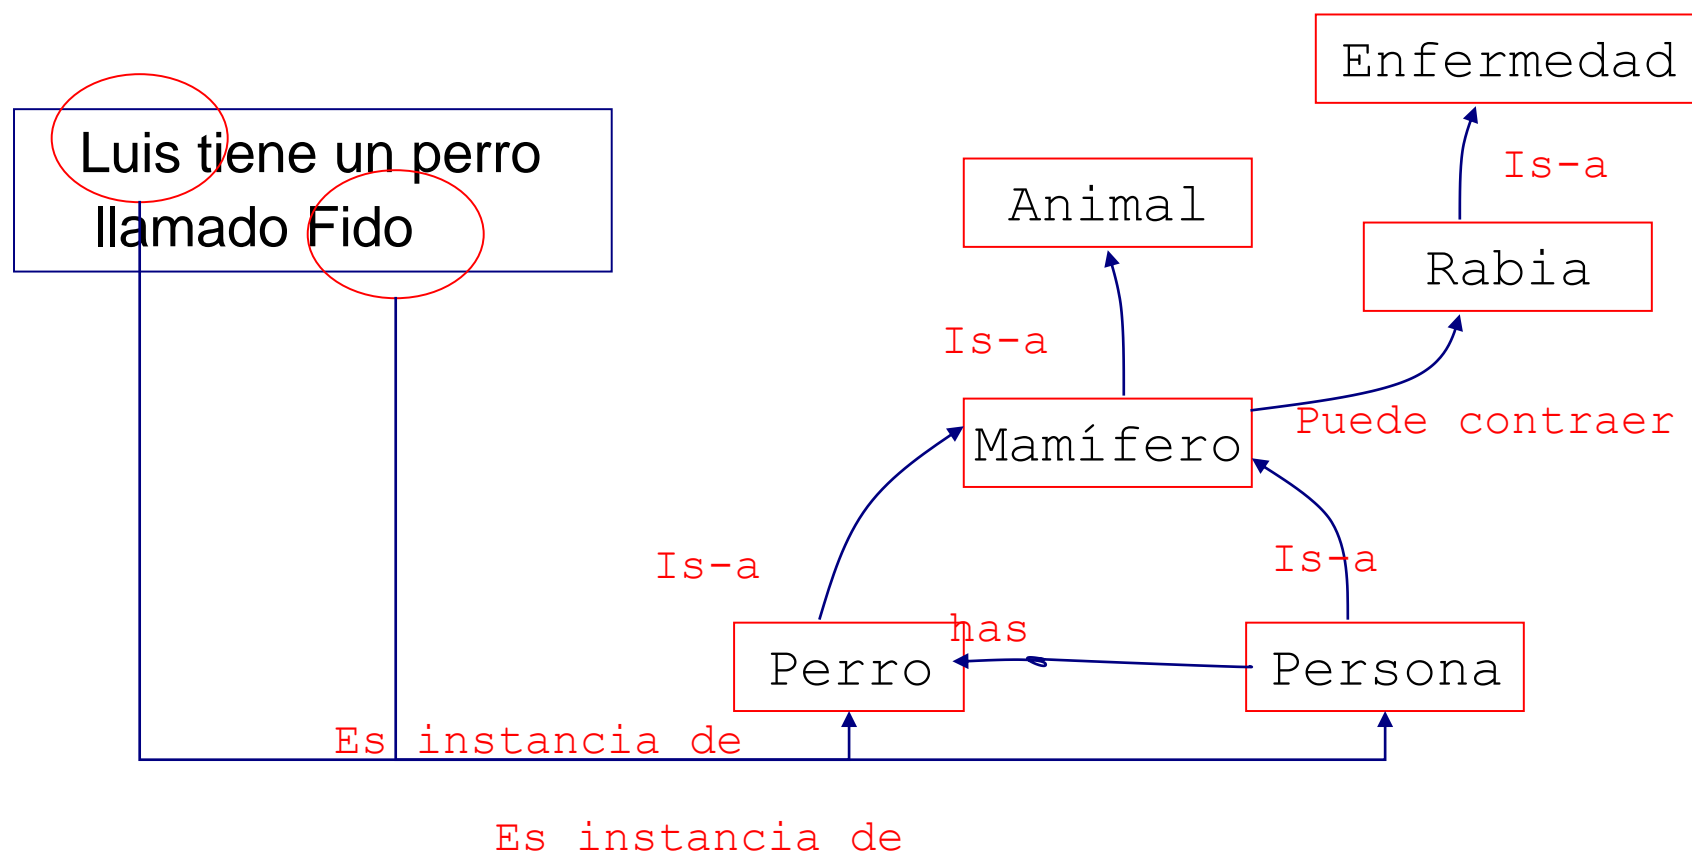 Enfermedad
Luis tiene un perro
llamado Fido
Is-a
Animal
Rabia
Is-a
Puede contraer
Mamífero
Is-a
Is-a
has
Perro
Persona
Es instancia de
Es instancia de